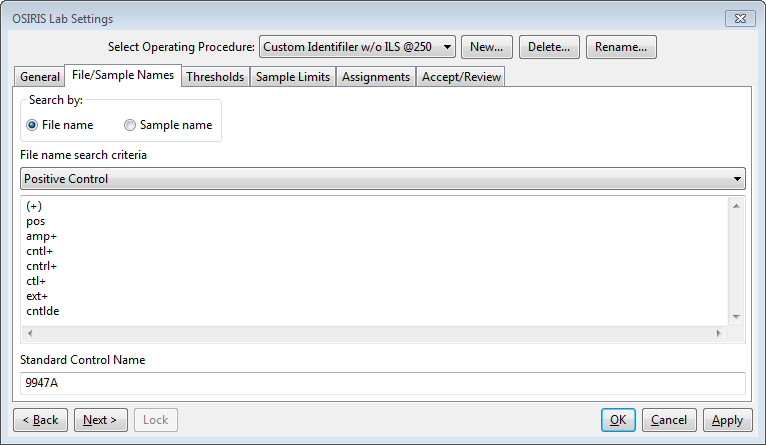 OSIRIS Lab Settings
Select Operating Procedure: Custom Identifiler w/o ILS @250 New... Delete... Rename...
General File/Sample Names Thresholds Sample Limits Assignments Accept/Review
Search by:
File name Sample name
File name search criteria
Positive Control
(+)
pos
amp+
cntl+
cntrl+
ctl+
ext+
cntlde
Standard Control Name
9947A
< Back Next > Lock OK Cancel Apply